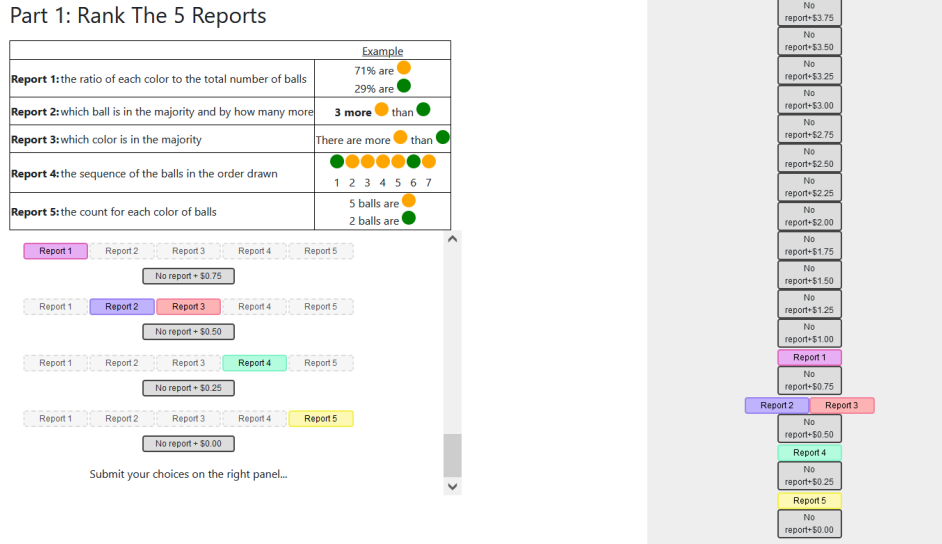 Part 1: Rank The 5 Reports
Example
Report 1: the ratio of each color to the total number of balls
71% are
29% are
Report 2: which ball is in the majority and by how many more
3 more than
Report 3: which color is in the majority
There are more than
Report 4: the sequence of the balls in the order drawn
1 2 3 4 5 6 7
Report 5: the count for each color of balls
5 balls are
2 balls are
Report 1 Report 2 Report 3 Report 4 Report 5
No report + $0.75
Report 1 Report 2 Report 3 Report 4 Report 5
No report + $0.50
Report 1 Report 2 Report 3 Report 4 Report 5
No report + $0.25
Report 1 Report 2 Report 3 Report 4 Report 5
No report + $0.00
Submit your choices on the right panel...
No
report+$3.75
No
report+$3.50
No
report+$3.25
No
report+$3.00
No
report+$2.75
No
report+$2.50
No
report+$2.25
No
report+$2.00
No
report+$1.75
No
report+$1.50
No
report+$1.25
No
report+$1.00
Report 1
No
report+$0.75
Report 2 Report 3
No
report+$0.50
Report 4
No
report+$0.25
Report 5
No
report+$0.00